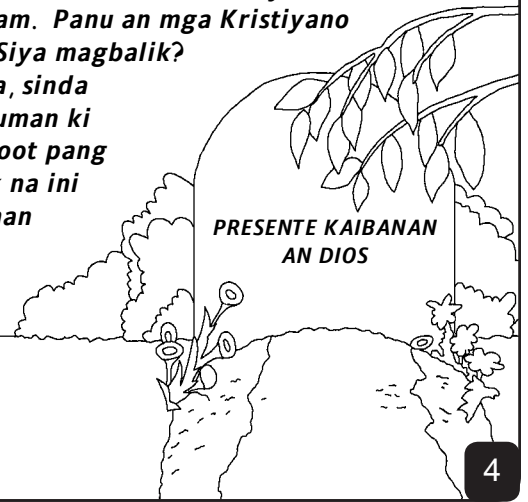 am. Panu an mga Kristiyano
Siya magbalik?
a, sinda
uman ki
oot pang
na ini
an
PRESENTE KAIBANAN
AN DIOS
4